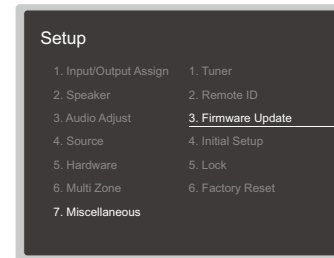 Setup
1. Input/Output Assign
2. Speaker
3. Audio Adjust
4. Source
5. Hardware
6. Multi Zone
7. Miscellaneous
1. Tuner
2. Remote ID
3. Firmware Update
4. Initial Setup
5. Lock
6. Factory Reset